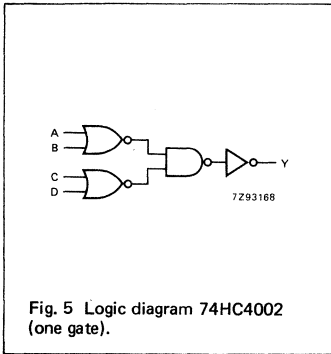 A
B
C
D
Y
7Z93168
Fig. 5 Logic diagram 74HC4002
(one gate).